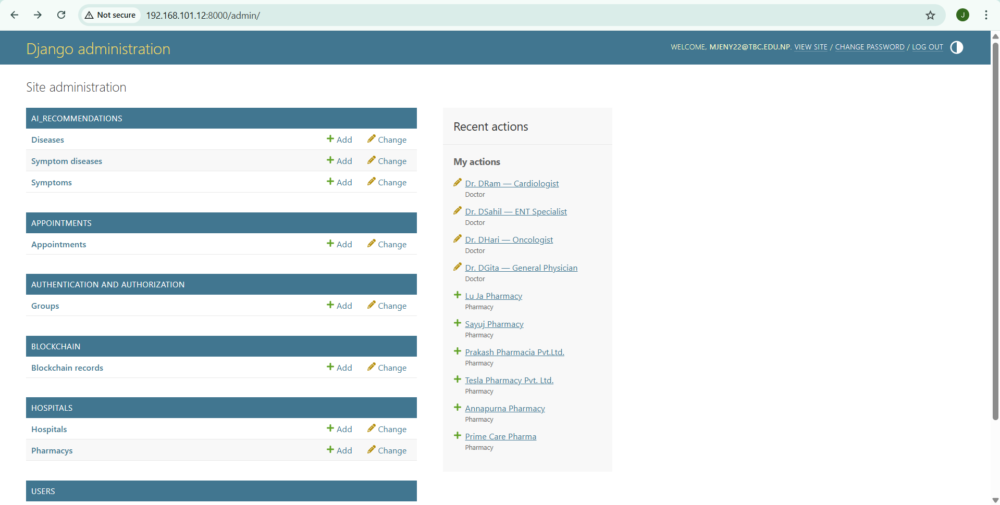 Not secure 192.168.101.12:8000/admin/ J
Django administration
WELCOME, MJENY22@TBC.EDU.NP. VIEW SITE / CHANGE PASSWORD / LOG OUT
Site administration
AI_RECOMMENDATIONS
Diseases Add Change
Symptom diseases Add Change
Symptoms Add Change
APPOINTMENTS
Appointments Add Change
AUTHENTICATION AND AUTHORIZATION
Groups Add Change
BLOCKCHAIN
Blockchain records Add Change
HOSPITALS
Hospitals Add Change
Pharmacys Add Change
USERS
Recent actions
My actions
Dr. DRam — Cardiologist
Doctor
Dr. DSahil — ENT Specialist
Doctor
Dr. DHari — Oncologist
Doctor
Dr. DGita — General Physician
Doctor
Lu Ja Pharmacy
Pharmacy
Sayuj Pharmacy
Pharmacy
Prakash Pharmacia Pvt.Ltd.
Pharmacy
Tesla Pharmacy Pvt. Ltd.
Pharmacy
Annapurna Pharmacy
Pharmacy
Prime Care Pharma
Pharmacy